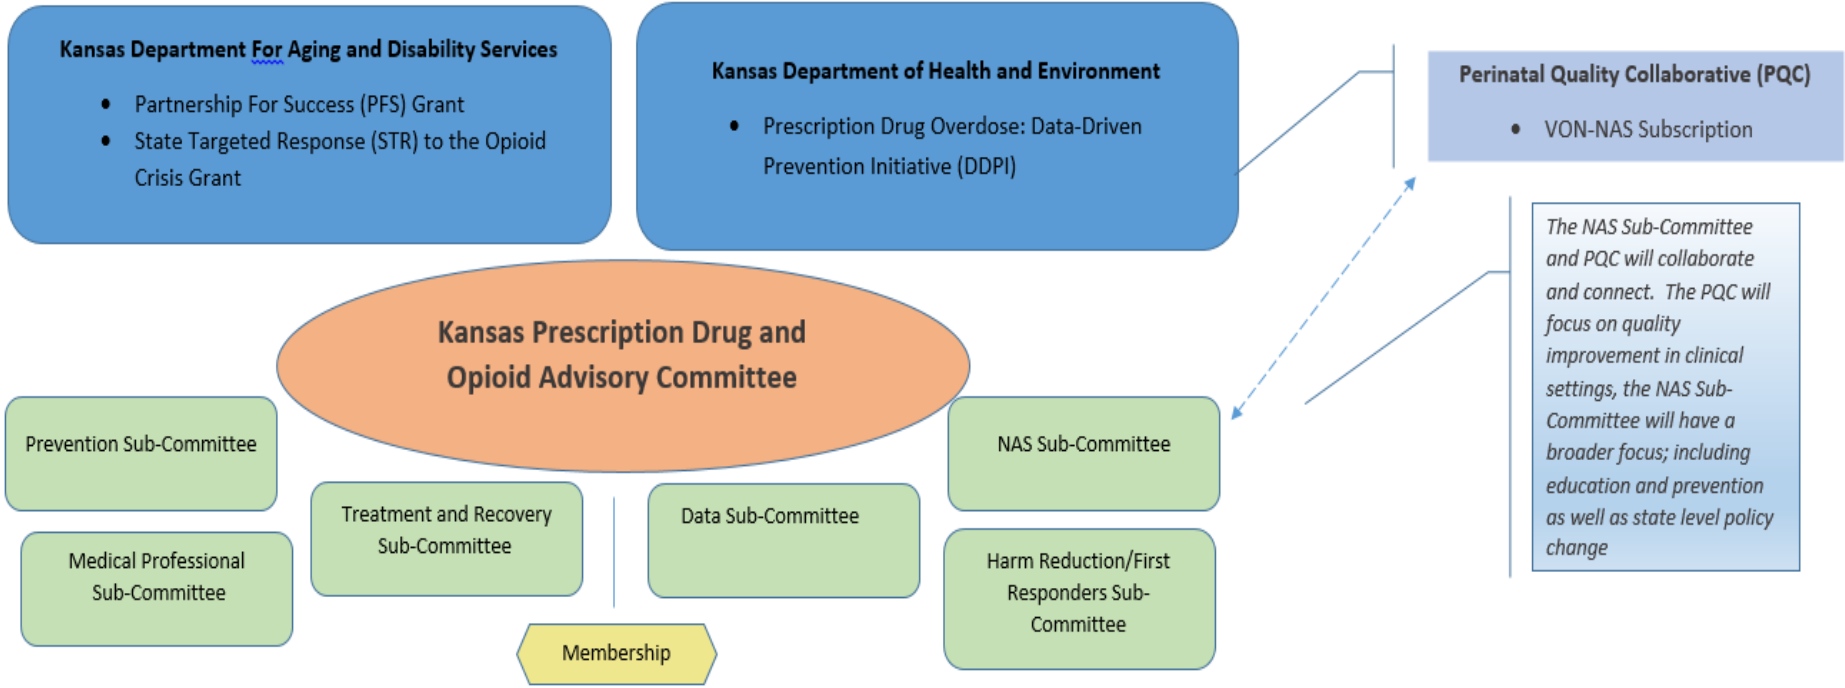 Kansas Department For Aging and Disability Services
• Partnership For Success (PFS) Grant
• State Targeted Response (STR) to the Opioid
Crisis Grant
Kansas Department of Health and Environment
• Prescription Drug Overdose: Data-Driven
Prevention Initiative (DDPI)
Perinatal Quality Collaborative (PQC)
• VON-NAS Subscription
The NAS Sub-Committee
and PQC will collaborate
and connect.  The PQC will
focus on quality
improvement in clinical
settings, the NAS Sub-
Committee will have a
broader focus; including
education and prevention
as well as state level policy
change
Kansas Prescription Drug and
Opioid Advisory Committee
Prevention Sub-Committee
Medical Professional
Sub-Committee
Treatment and Recovery
Sub-Committee
Data Sub-Committee
NAS Sub-Committee
Harm Reduction/First
Responders Sub-
Committee
Membership